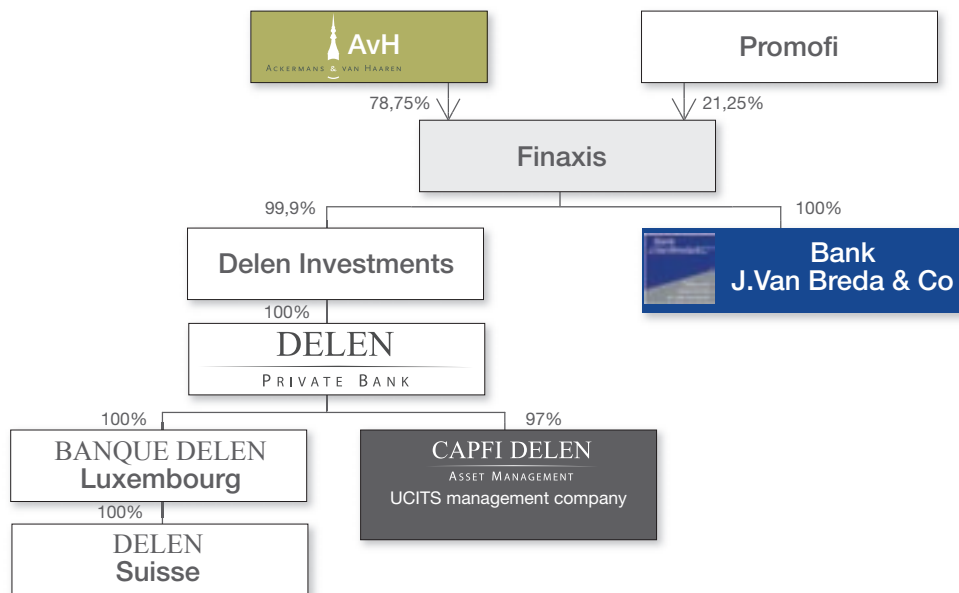 AvH
ACKERMANS & VAN HAAREN
Promofi
78,75%
21,25%
Finaxis
99,9%
100%
Delen Investments
Bank
J.Van Breda & Co
100%
DELEN
PRIVATE BANK
100%
97%
BANQUE DELEN
Luxembourg
CAPFI DELEN
ASSET MANAGEMENT
UCITS management company
100%
DELEN
Suisse